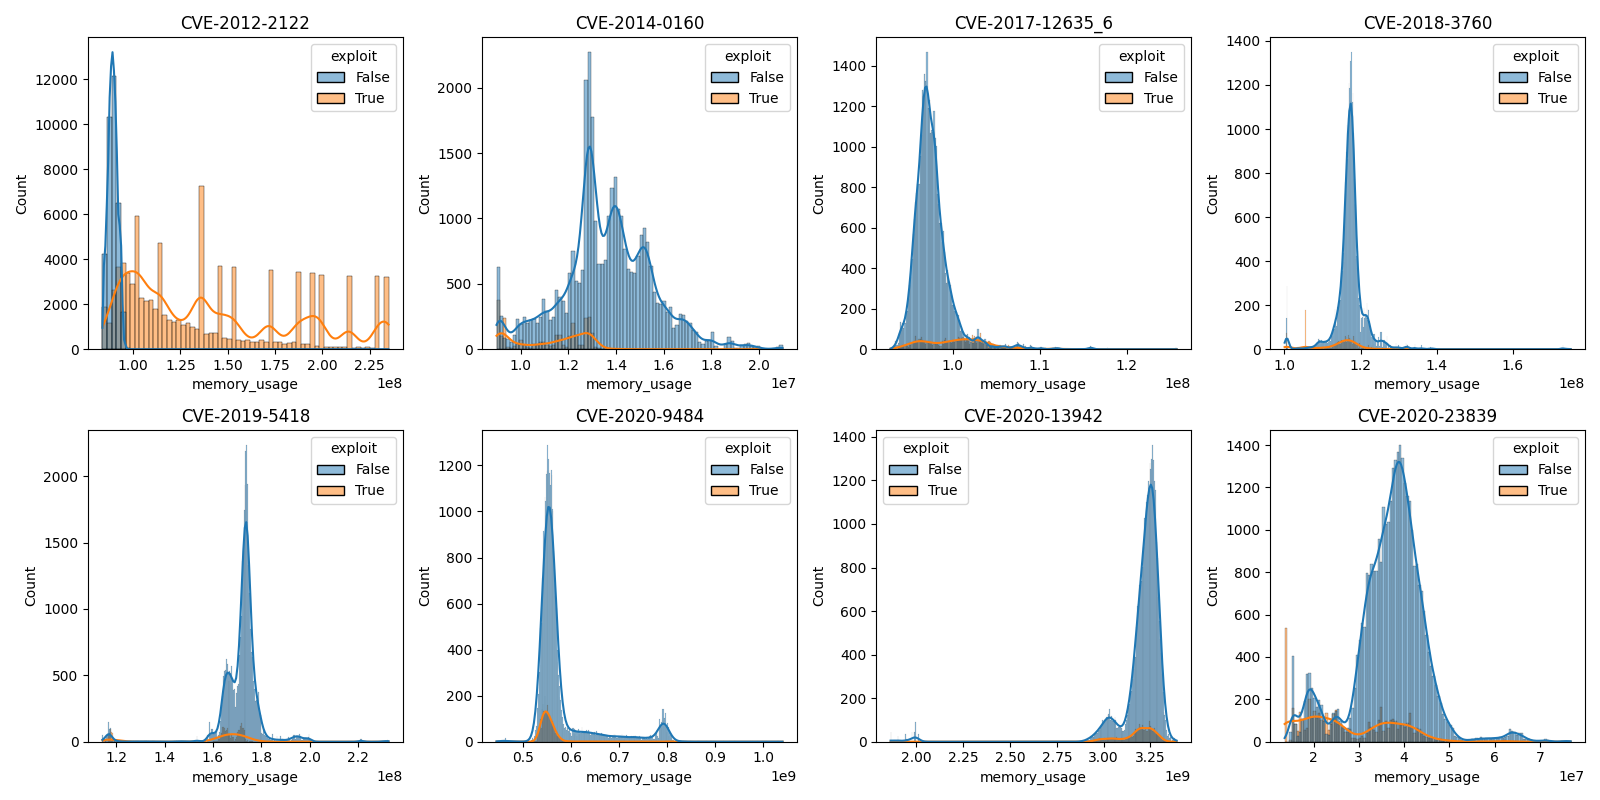 CVE-2012-2122
exploit
False
True
Count
0
2000
4000
6000
8000
10000
12000
1.00
1.25
1.50
1.75
2.00
2.25
1e8
memory_usage
CVE-2014-0160
exploit
False
True
Count
0
500
1000
1500
2000
1.0
1.2
1.4
1.6
1.8
2.0
1e7
memory_usage
CVE-2017-12635_6
exploit
False
True
Count
0
200
400
600
800
1000
1200
1400
1.0
1.1
1.2
1e8
memory_usage
CVE-2018-3760
exploit
False
True
Count
0
200
400
600
800
1000
1200
1400
1.0
1.2
1.4
1.6
1e8
memory_usage
CVE-2019-5418
exploit
False
True
Count
0
500
1000
1500
2000
1.2
1.4
1.6
1.8
2.0
2.2
1e8
memory_usage
CVE-2020-9484
exploit
False
True
Count
0
200
400
600
800
1000
1200
0.5
0.6
0.7
0.8
0.9
1.0
1e9
memory_usage
CVE-2020-13942
exploit
False
True
Count
0
200
400
600
800
1000
1200
1400
2.00
2.25
2.50
2.75
3.00
3.25
1e9
memory_usage
CVE-2020-23839
exploit
False
True
Count
0
200
400
600
800
1000
1200
1400
2
3
4
5
6
7
1e7
memory_usage